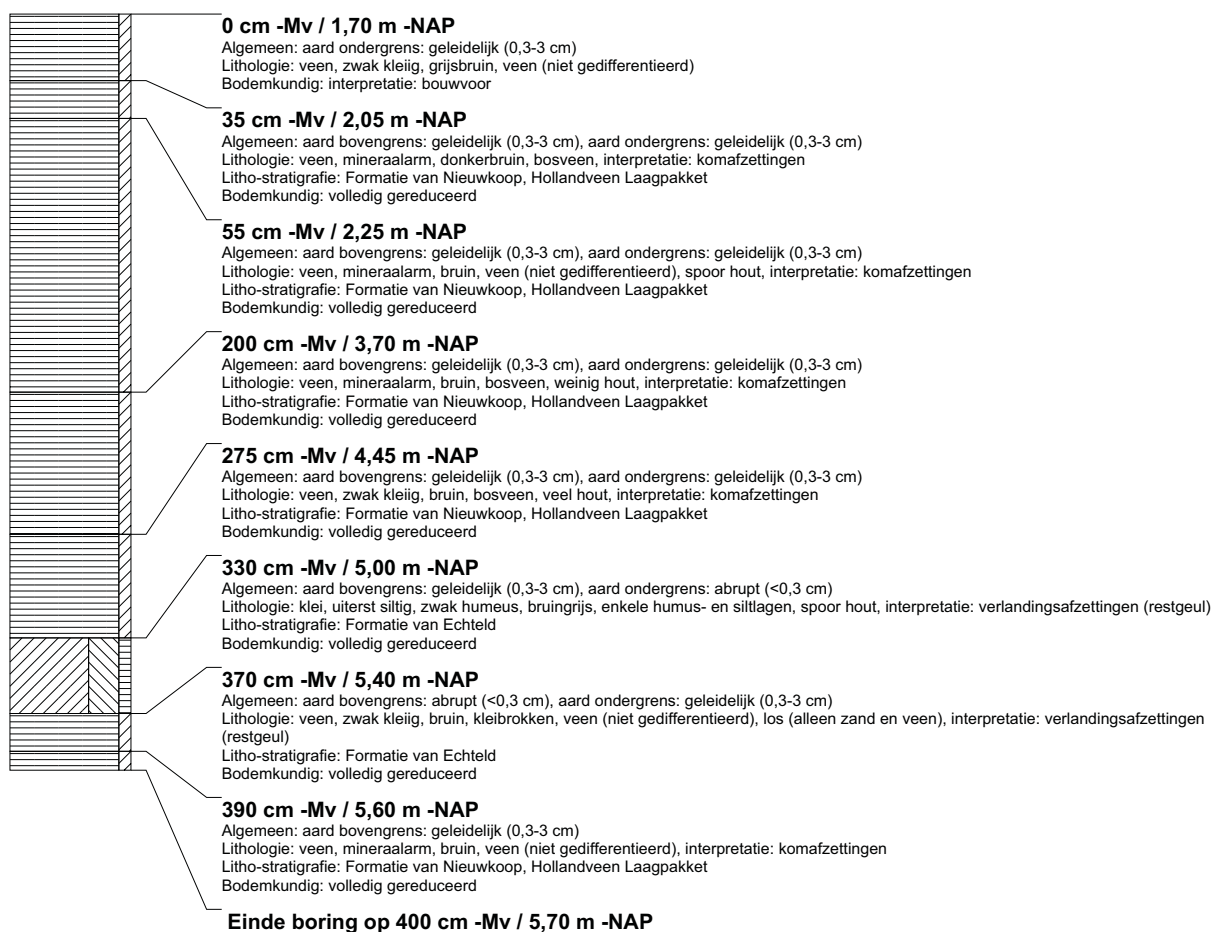 0 cm -Mv / 1,70 m -NAP
Algemeen: aard ondergrens: geleidelijk (0,3-3 cm)
Lithologie: veen, zwak kleiig, grijsbruin, veen (niet gedifferentieerd)
Bodemkundig: interpretatie: bouwvoor
35 cm -Mv / 2,05 m -NAP
Algemeen: aard bovengrens: geleidelijk (0,3-3 cm), aard ondergrens: geleidelijk (0,3-3 cm)
Lithologie: veen, mineraalarm, donkerbruin, bosveen, interpretatie: komafzettingen
Litho-stratigrafie: Formatie van Nieuwkoop, Hollandveen Laagpakket
Bodemkundig: volledig gereduceerd
55 cm -Mv / 2,25 m -NAP
Algemeen: aard bovengrens: geleidelijk (0,3-3 cm), aard ondergrens: geleidelijk (0,3-3 cm)
Lithologie: veen, mineraalarm, bruin, veen (niet gedifferentieerd), spoor hout, interpretatie: komafzettingen
Litho-stratigrafie: Formatie van Nieuwkoop, Hollandveen Laagpakket
Bodemkundig: volledig gereduceerd
200 cm -Mv / 3,70 m -NAP
Algemeen: aard bovengrens: geleidelijk (0,3-3 cm), aard ondergrens: geleidelijk (0,3-3 cm)
Lithologie: veen, mineraalarm, bruin, bosveen, weinig hout, interpretatie: komafzettingen
Litho-stratigrafie: Formatie van Nieuwkoop, Hollandveen Laagpakket
Bodemkundig: volledig gereduceerd
275 cm -Mv / 4,45 m -NAP
Algemeen: aard bovengrens: geleidelijk (0,3-3 cm), aard ondergrens: geleidelijk (0,3-3 cm)
Lithologie: veen, zwak kleiig, bruin, bosveen, veel hout, interpretatie: komafzettingen
Litho-stratigrafie: Formatie van Nieuwkoop, Hollandveen Laagpakket
Bodemkundig: volledig gereduceerd
330 cm -Mv / 5,00 m -NAP
Algemeen: aard bovengrens: geleidelijk (0,3-3 cm), aard ondergrens: abrupt (<0,3 cm)
Lithologie: klei, uiterst siltig, zwak humeus, bruingrijs, enkele humus- en siltlagen, spoor hout, interpretatie: verlandingsafzettingen (restgeul)
Litho-stratigrafie: Formatie van Echteld
Bodemkundig: volledig gereduceerd
370 cm -Mv / 5,40 m -NAP
Algemeen: aard bovengrens: abrupt (<0,3 cm), aard ondergrens: geleidelijk (0,3-3 cm)
Lithologie: veen, zwak kleiig, bruin, kleibrokken, veen (niet gedifferentieerd), los (alleen zand en veen), interpretatie: verlandingsafzettingen
(restgeul)
Litho-stratigrafie: Formatie van Echteld
Bodemkundig: volledig gereduceerd
390 cm -Mv / 5,60 m -NAP
Algemeen: aard bovengrens: geleidelijk (0,3-3 cm)
Lithologie: veen, mineraalarm, bruin, veen (niet gedifferentieerd), interpretatie: komafzettingen
Litho-stratigrafie: Formatie van Nieuwkoop, Hollandveen Laagpakket
Bodemkundig: volledig gereduceerd
Einde boring op 400 cm -Mv / 5,70 m -NAP